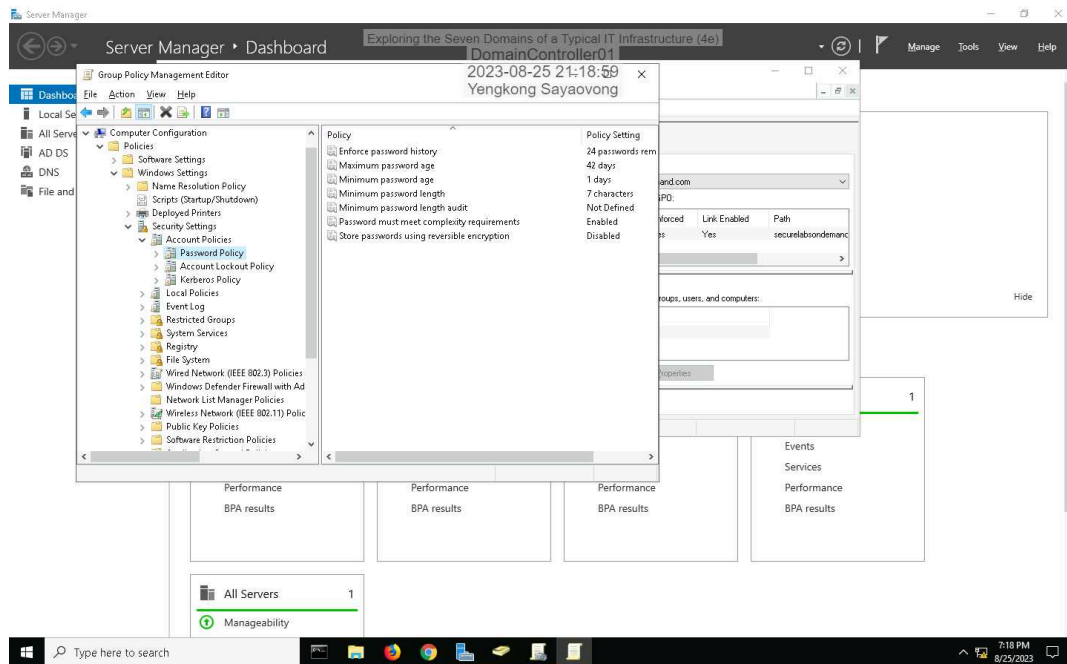 Server Manager
Server Manager • Dashboard
Manage Tools View Help
Exploring the Seven Domains of a Typical IT Infrastructure (4e)
DomainController01
2023-08-25 21:18:59
Yengkong Sayaovong
Dashbo
Local Se
All Serve
AD DS
DNS
File and
Group Policy Management Editor
File Action View Help
Computer Configuration
Policies
Software Settings
Windows Settings
Name Resolution Policy
Scripts (Startup/Shutdown)
Deployed Printers
Security Settings
Account Policies
Password Policy
Account Lockout Policy
Kerberos Policy
Local Policies
Event Log
Restricted Groups
System Services
Registry
File System
Wired Network (IEEE 802.3) Policies
Windows Defender Firewall with Ad
Network List Manager Policies
Wireless Network (IEEE 802.11) Polic
Public Key Policies
Software Restriction Policies
Policy Policy Setting
Enforce password history 24 passwords rem
Maximum password age 42 days
Minimum password age 1 days
Minimum password length 7 characters
Minimum password length audit Not Defined
Password must meet complexity requirements Enabled
Store passwords using reversible encryption Disabled
and.com
GPO:
forced Link Enabled Path
es Yes securelabsondemand
roups, users, and computers:
Properties
Hide
1
Events
Services
Performance
BPA results
Performance
BPA results
Performance
BPA results
Performance
BPA results
All Servers 1
Manageability
Type here to search
7:18 PM
8/25/2023